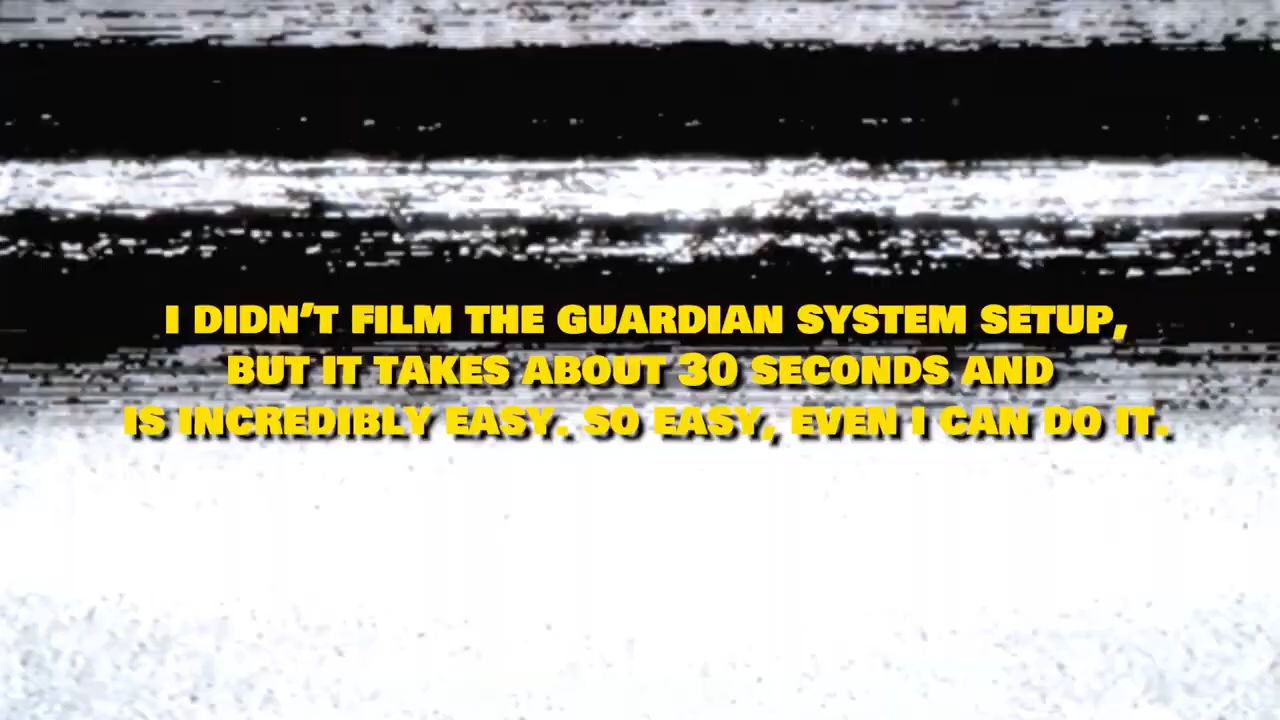 I DIDN'T FILM THE GUARDIAN SYSTEM SETUP,
BUT IT TAKES ABOUT 30 SECONDS AND
IS INCREDIBLY EASY. SO EASY, EVEN I CAN DO IT.